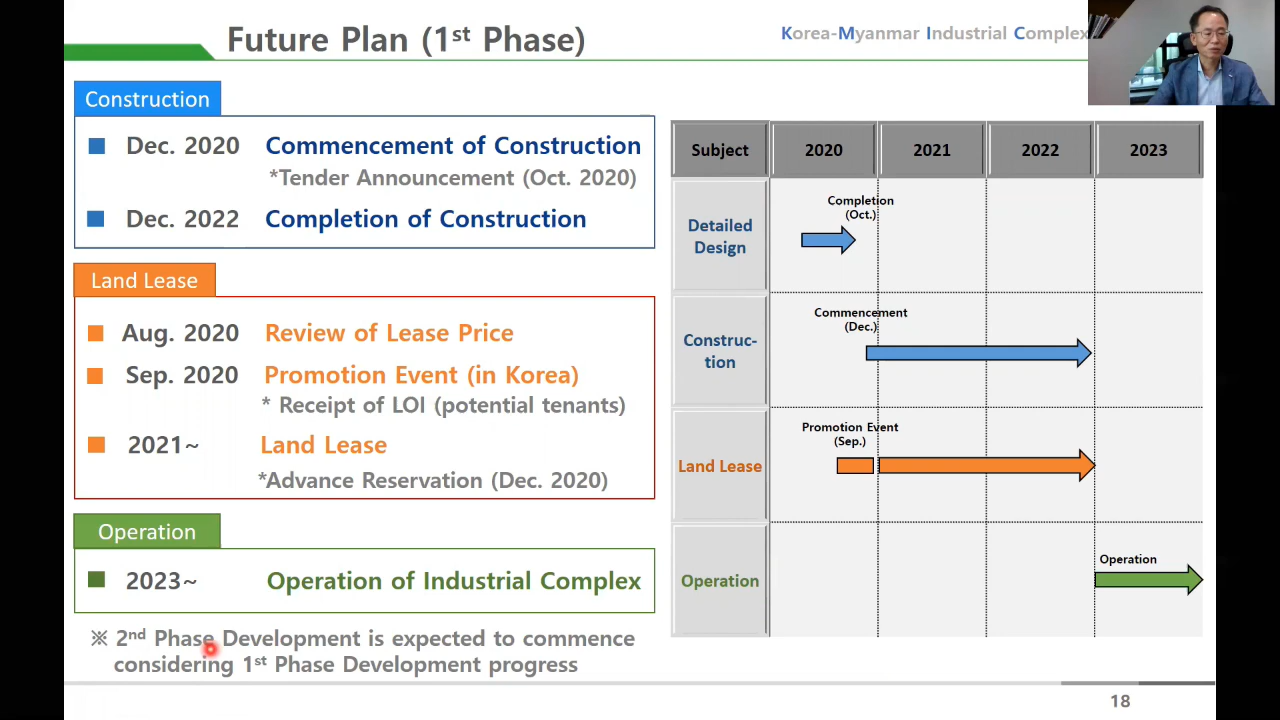 Future Plan (1st Phase)
Korea-Myanmar Industrial Complex
Construction
Dec. 2020 Commencement of Construction
*Tender Announcement (Oct. 2020)
Dec. 2022 Completion of Construction
Land Lease
Aug. 2020 Review of Lease Price
Sep. 2020 Promotion Event (in Korea)
* Receipt of LOI (potential tenants)
2021~ Land Lease
*Advance Reservation (Dec. 2020)
Operation
2023~ Operation of Industrial Complex
※ 2nd Phase Development is expected to commence
considering 1st Phase Development progress
Subject 2020 2021 2022 2023
Detailed
Design
Completion
(Oct.)
Construc-
tion
Commencement
(Dec.)
Land Lease
Promotion Event
(Sep.)
Operation
Operation
18